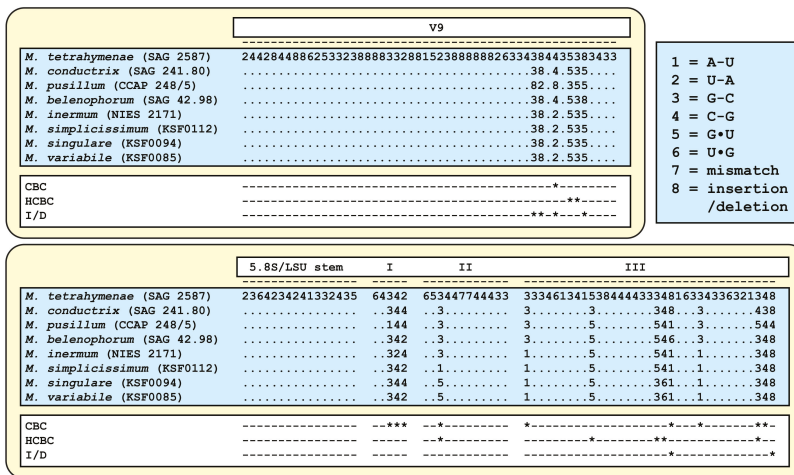 V9
----------------------------------------------------
M. tetrahymenae (SAG 2587) 2442844886253323888833288152388888826334384435383433
M. conductrix (SAG 241.80) ........................................38.4.535....
M. pusillum (CCAP 248/5) ........................................82.8.355....
M. belenophorum (SAG 42.98) ........................................38.4.538....
M. inermum (NIES 2171) ........................................38.2.535....
M. simplicissimum (KSF0112) ........................................38.2.535....
M. singulare (KSF0094) ........................................38.2.535....
M. variabile (KSF0085) ........................................38.2.535....
CBC -------------------------------------------*--------
HCBC ---------------------------------------------**-----
I/D ----------------------------------------**-*---*----
1 = A-U
2 = U-A
3 = G-C
4 = C-G
5 = G•U
6 = U•G
7 = mismatch
8 = insertion
/deletion
5.8S/LSU stem I II III
---------------- ----- ------------ -----------------------------------
M. tetrahymenae (SAG 2587) 2364234241332435 64342 653447744433 33346134153844443334816334336321348
M. conductrix (SAG 241.80) ................ ..344 ..3......... 3........3........348...3.......438
M. pusillum (CCAP 248/5) ................ ..144 ..3......... 3........5........541...3.......544
M. belenophorum (SAG 42.98) ................ ..342 ..3......... 3........5........546...3.......348
M. inermum (NIES 2171) ................ ..324 ..3......... 1........5........541...1.......348
M. simplicissimum (KSF0112) ................ ..342 ..1......... 1........5........541...1.......348
M. singulare (KSF0094) ................ ..344 ..5......... 1........5........361...1.......348
M. variabile (KSF0085) ................ ..342 ..5......... 1........5........361...1.......348
CBC ---------------- --*** --*--------- *-------------------*---*-------**-
HCBC ---------------- ----- --*--------- ---------*--------**------------*--
I/D ---------------- ----- ------------ --------------------*-------------*